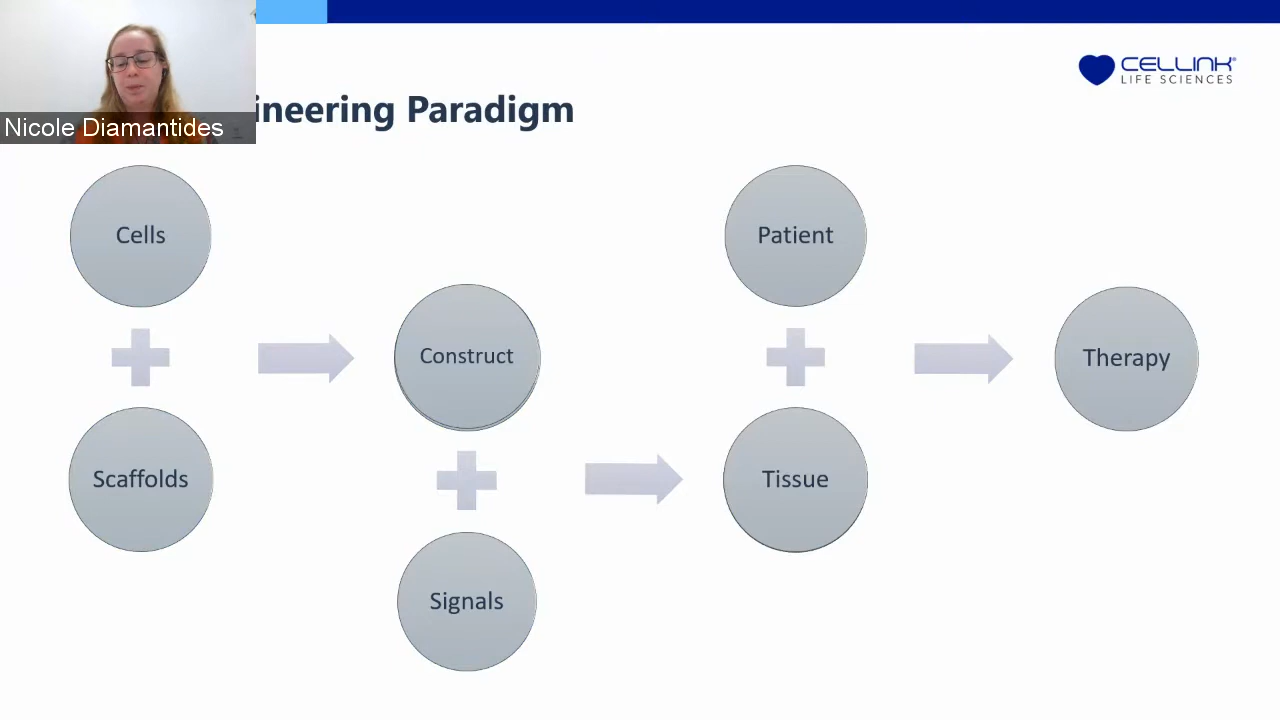 CELLINK
LIFE SCIENCES
ineering Paradigm
Nicole Diamantides
Cells
Patient
Construct
Therapy
Scaffolds
Tissue
Signals